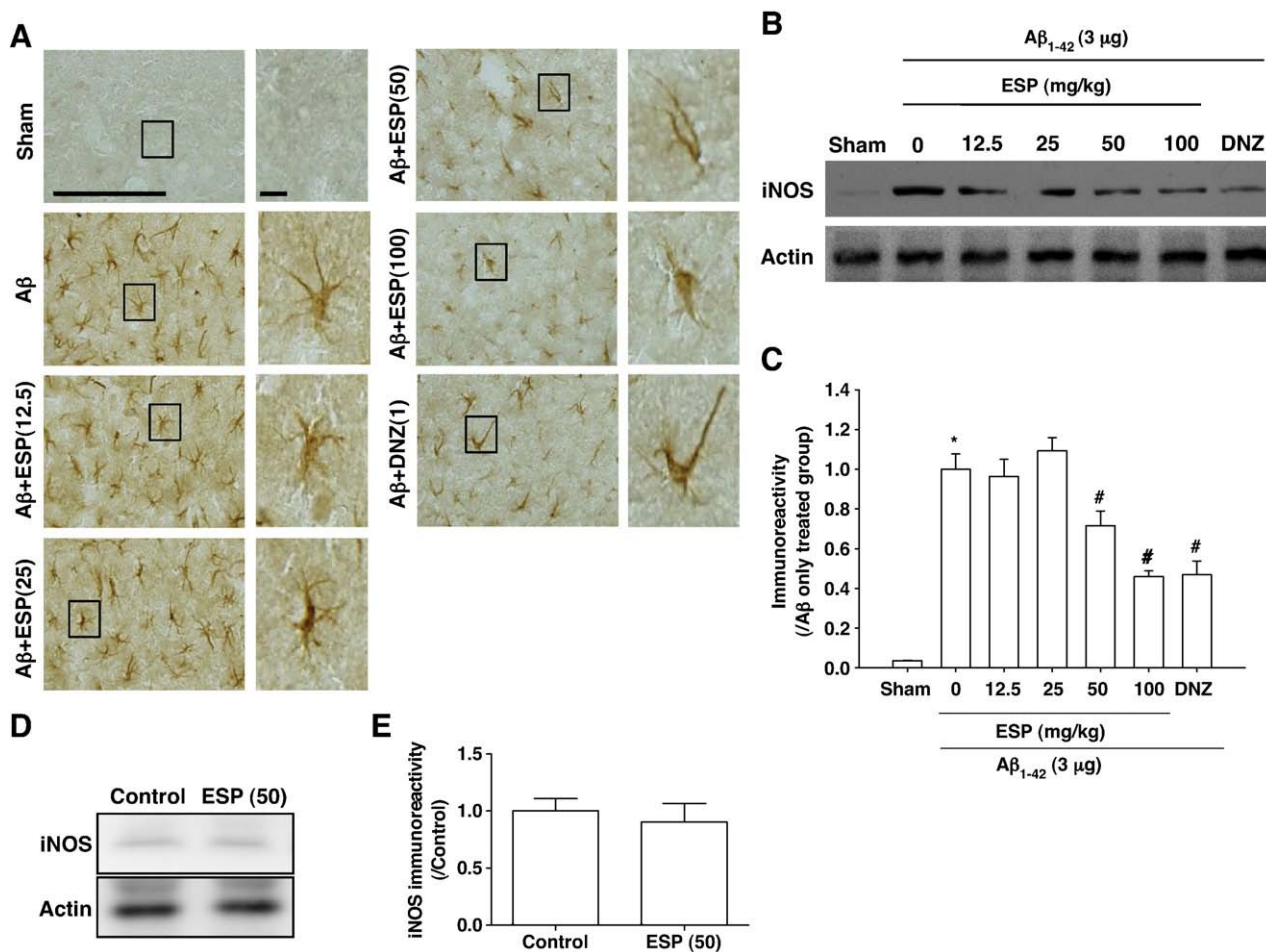 A
Sham
Aβ
Aβ+ESP(12.5)
Aβ+ESP(25)
Aβ+ESP(50)
Aβ+ESP(100)
Aβ+DNZ(1)
B
Aβ1-42 (3 μg)
ESP (mg/kg)
Sham 0 12.5 25 50 100 DNZ
iNOS
Actin
C
Immunoreactivity
(/Aβ only treated group)
1.4
1.2
1.0
0.8
0.6
0.4
0.2
0.0
*
#
#
#
Sham 0 12.5 25 50 100 DNZ
ESP (mg/kg)
Aβ1-42 (3 μg)
D
Control ESP (50)
iNOS
Actin
E
iNOS immunoreactivity
(/Control)
1.5
1.0
0.5
0.0
Control ESP (50)